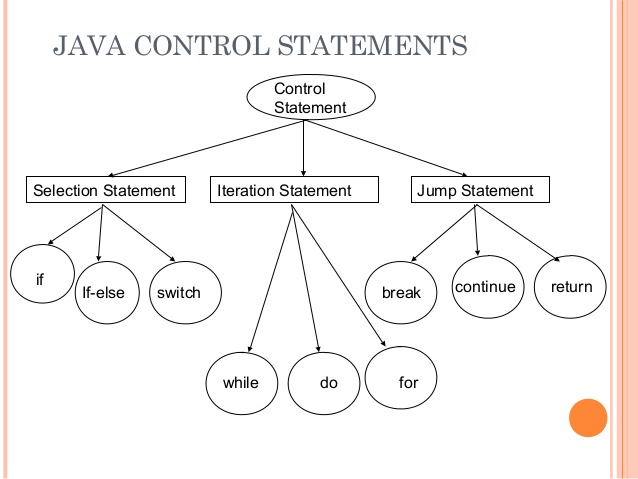 JAVA CONTROL STATEMENTS
Control
Statement
Selection Statement
Iteration Statement
Jump Statement
if
If-else
switch
break
continue
return
while
do
for